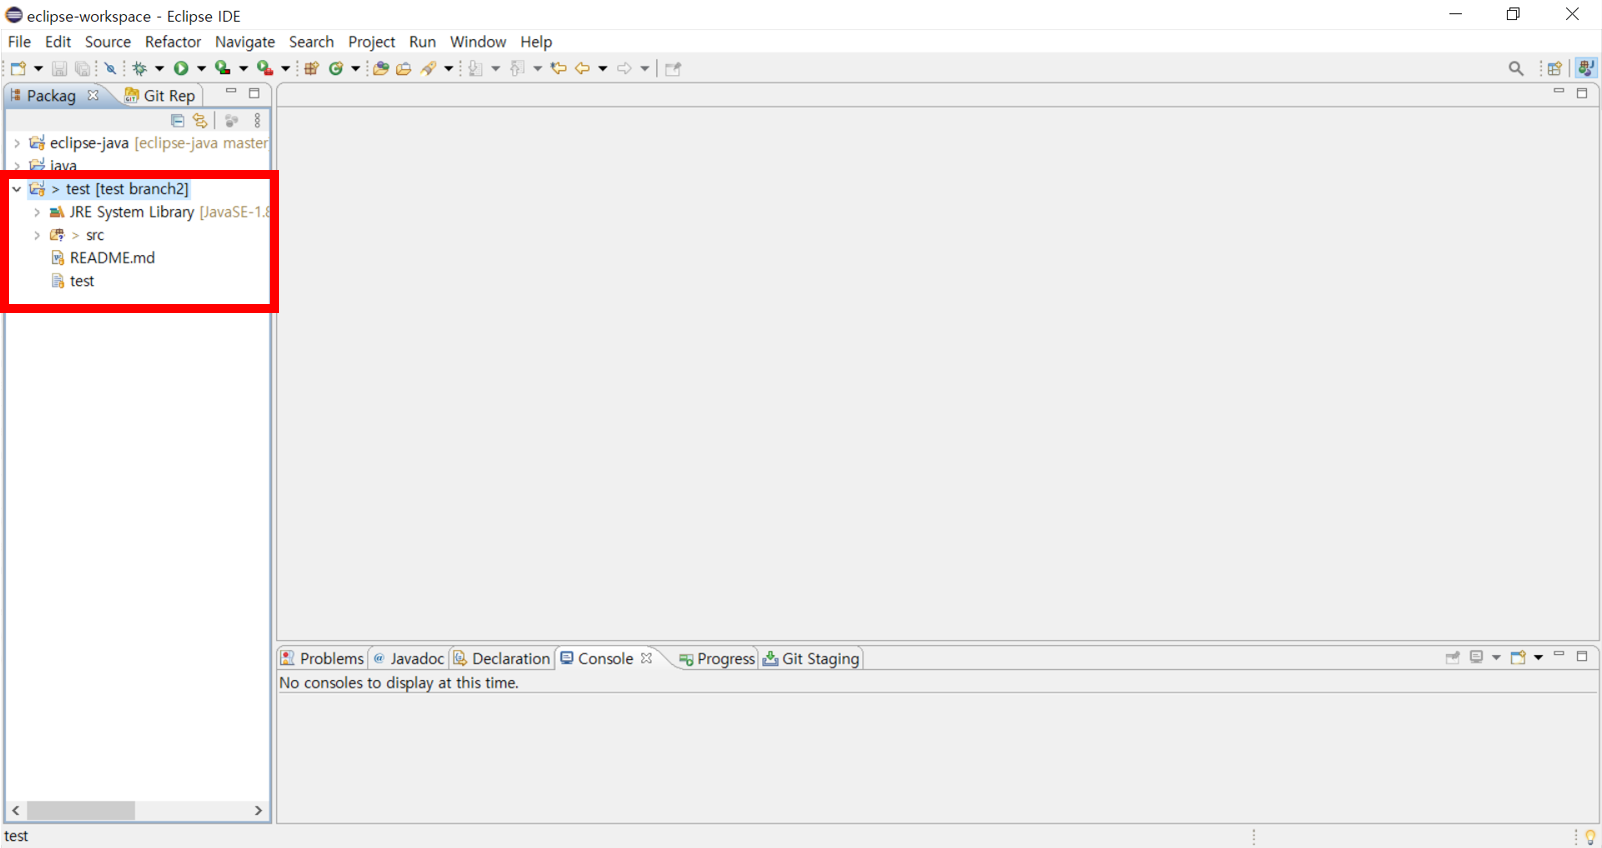 eclipse-workspace - Eclipse IDE
File Edit Source Refactor Navigate Search Project Run Window Help
Packag Git Rep
eclipse-java [eclipse-java master
java
> test [test branch2]
JRE System Library [JavaSE-1.8
> src
README.md
test
Problems Javadoc Declaration Console Progress Git Staging
No consoles to display at this time.
test